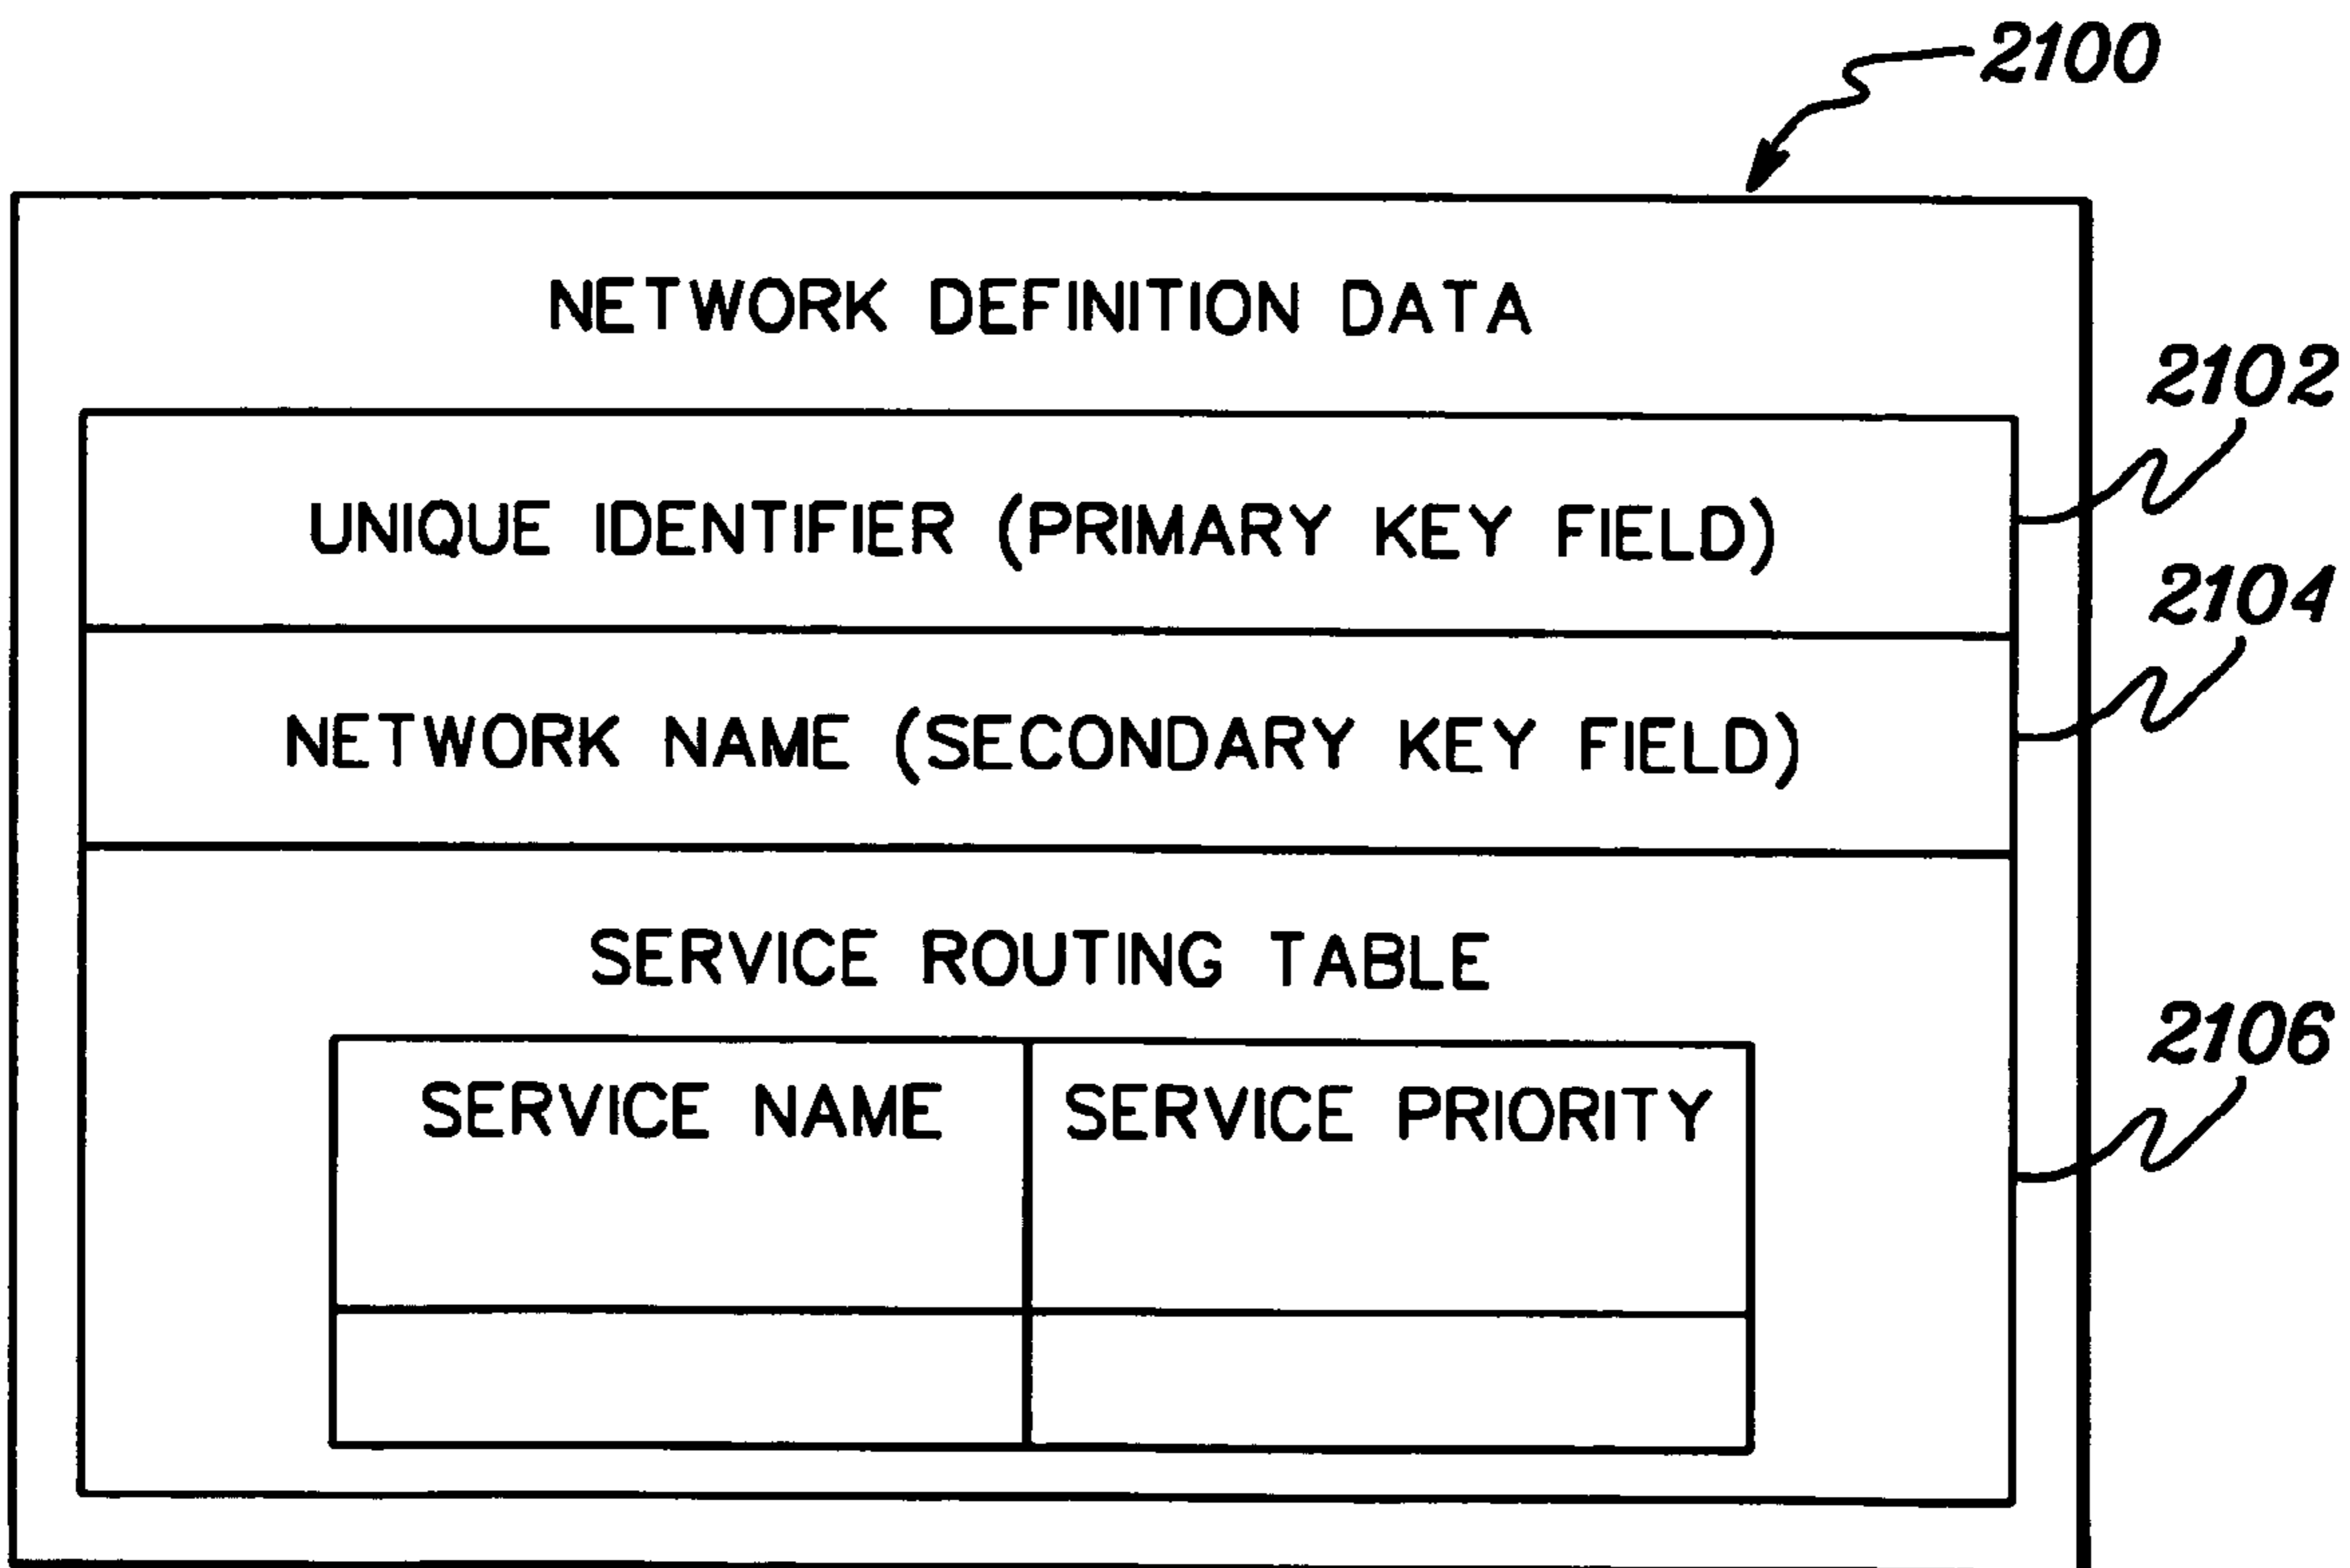 2100
NETWORK DEFINITION DATA
2102
UNIQUE IDENTIFIER (PRIMARY KEY FIELD)
2104
NETWORK NAME (SECONDARY KEY FIELD)
SERVICE ROUTING TABLE
2106
SERVICE NAME
SERVICE PRIORITY